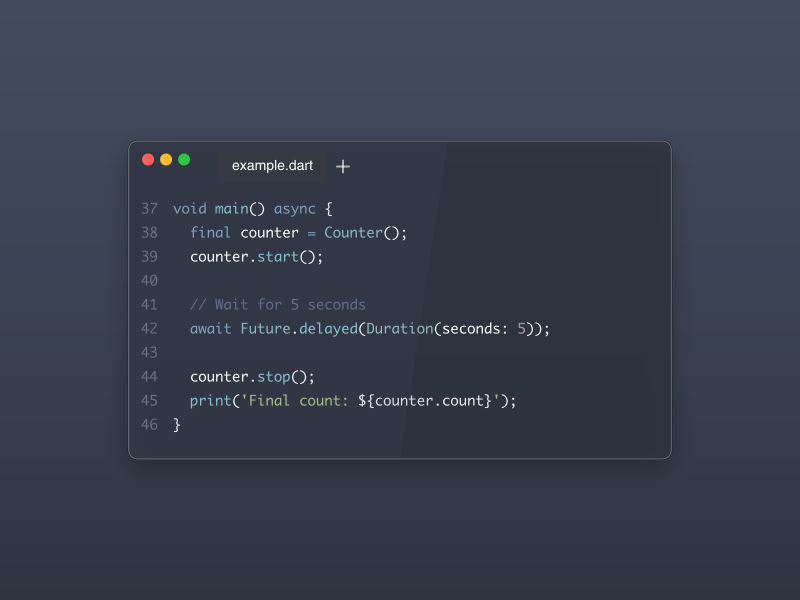 example.dart +
37 void main() async {
38   final counter = Counter();
39   counter.start();
40
41   // Wait for 5 seconds
42   await Future.delayed(Duration(seconds: 5));
43
44   counter.stop();
45   print('Final count: ${counter.count}');
46 }